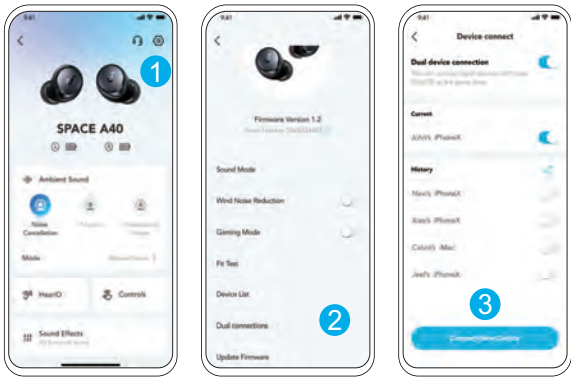 9:41
1
SPACE A40
Ambient Sound
Noise
Cancellation
Mode
HearID
Controls
Sound Effects
9:41
Firmware Version 1.2
Sound Mode
Wind Noise Reduction
Gaming Mode
Fit Test
Device List
Dual connections
2
Update Firmware
9:41
Device connect
Dual device connection
Current
John's iPhoneX
History
Navi's iPhoneX
Xiao's iPhoneX
Calvin's iMac
Joel's iPhoneX
3